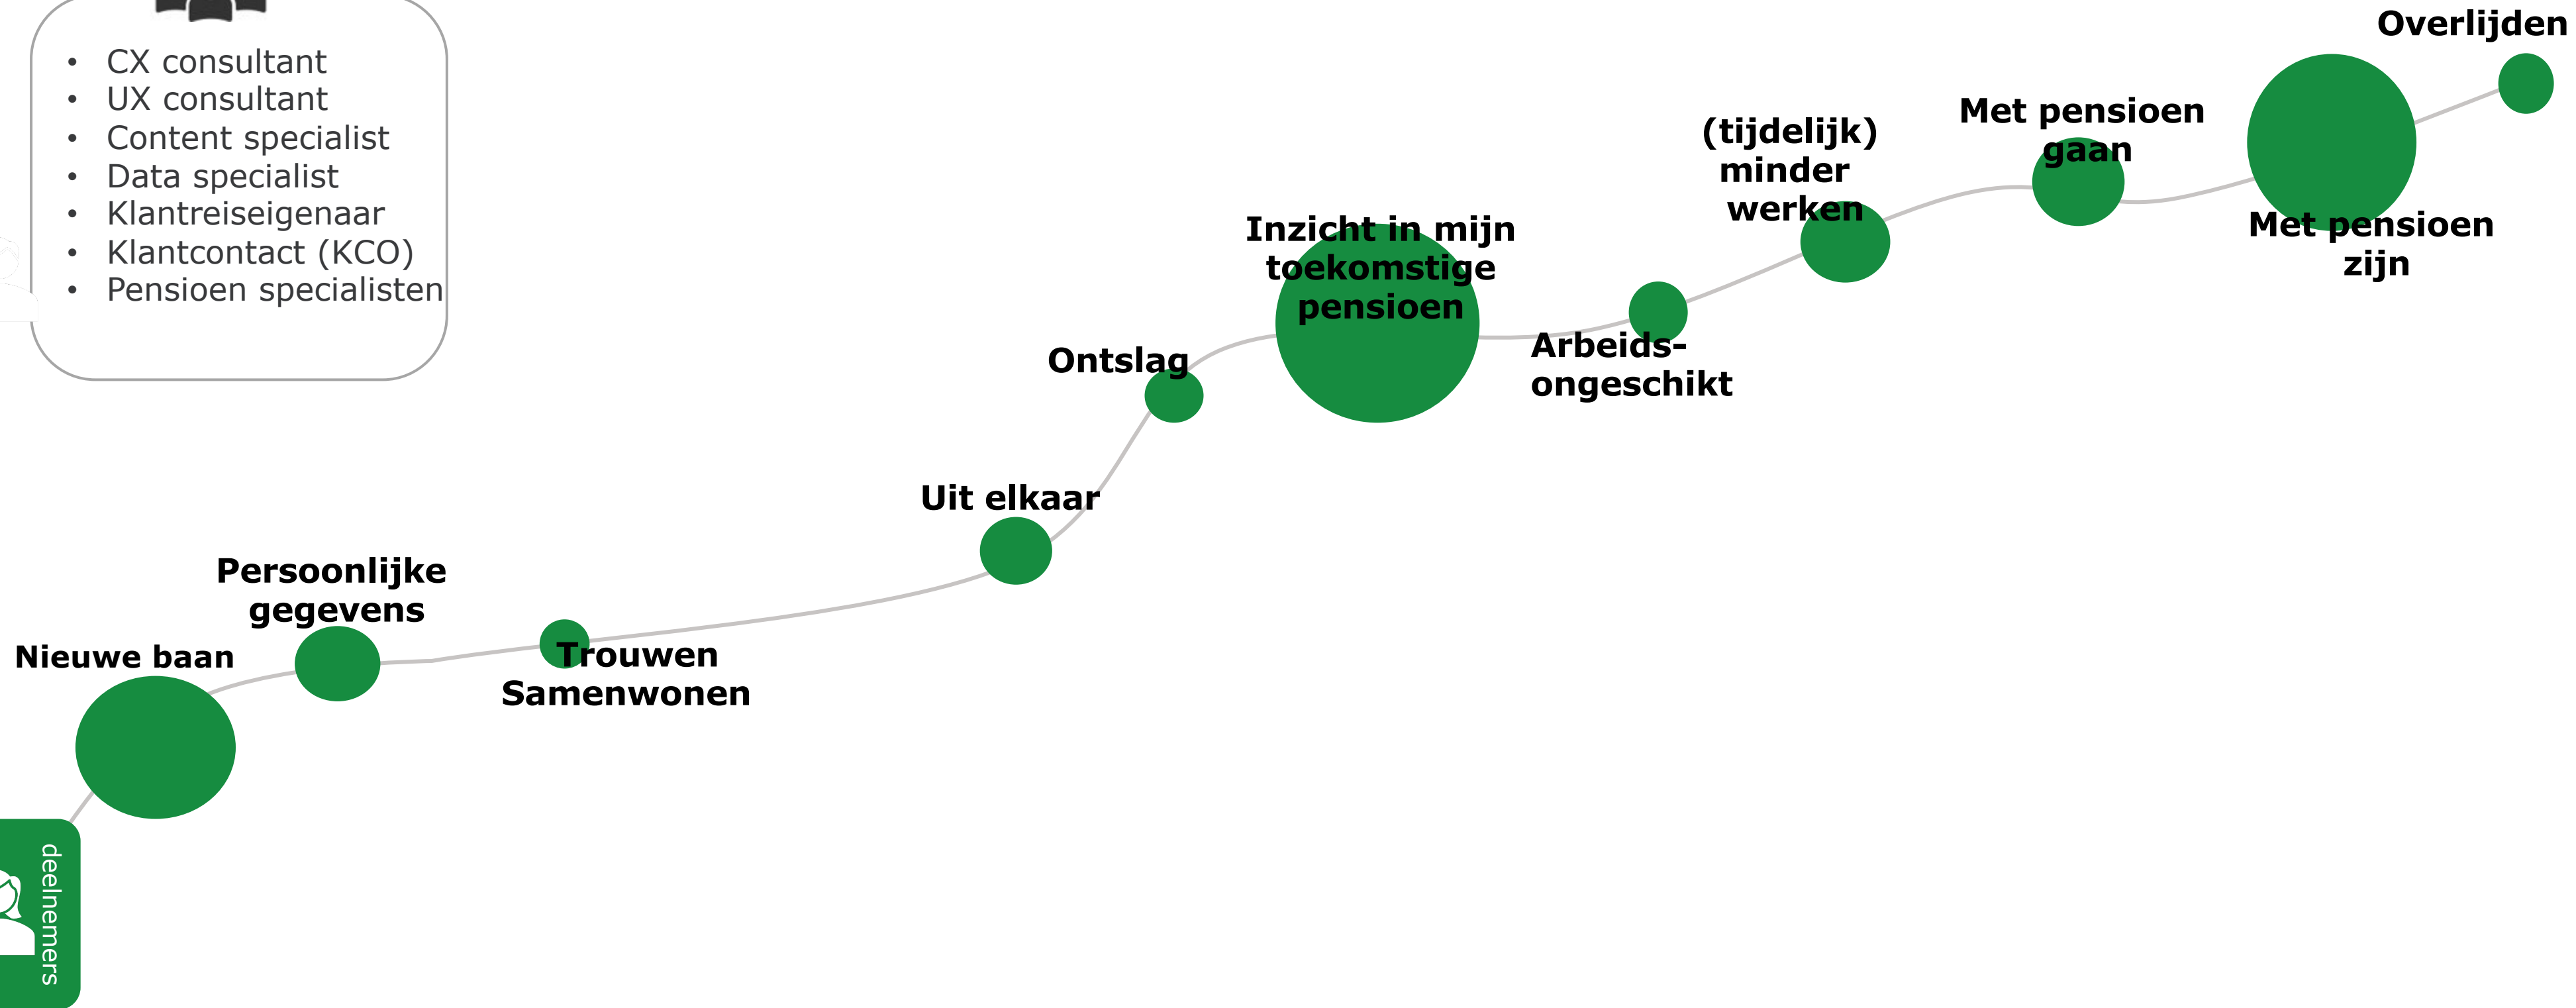 • CX consultant
• UX consultant
• Content specialist
• Data specialist
• Klantreiseigenaar
• Klantcontact (KCO)
• Pensioen specialisten
Nieuwe baan
Persoonlijke
gegevens
Trouwen
Samenwonen
Uit elkaar
Ontslag
Inzicht in mijn
toekomstige
pensioen
Arbeids-
ongeschikt
(tijdelijk)
minder
werken
Met pensioen
gaan
Met pensioen
zijn
Overlijden
deelnemers